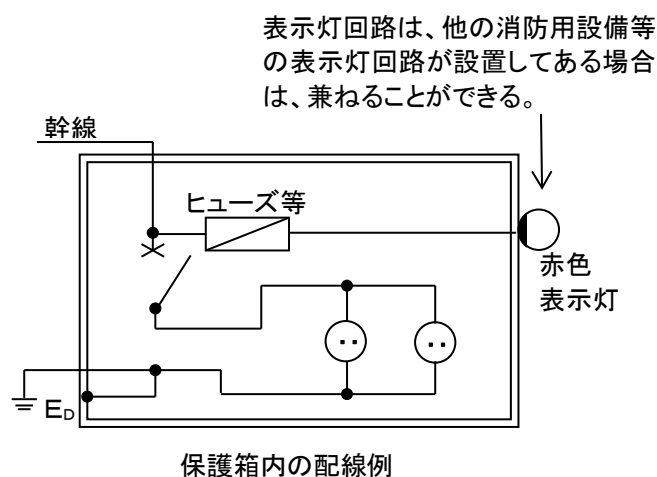 表示灯回路は、他の消防用設備等
の表示灯回路が設置してある場合
は、兼ねることができる。
幹線
ヒューズ等
赤色
表示灯
ED
保護箱内の配線例